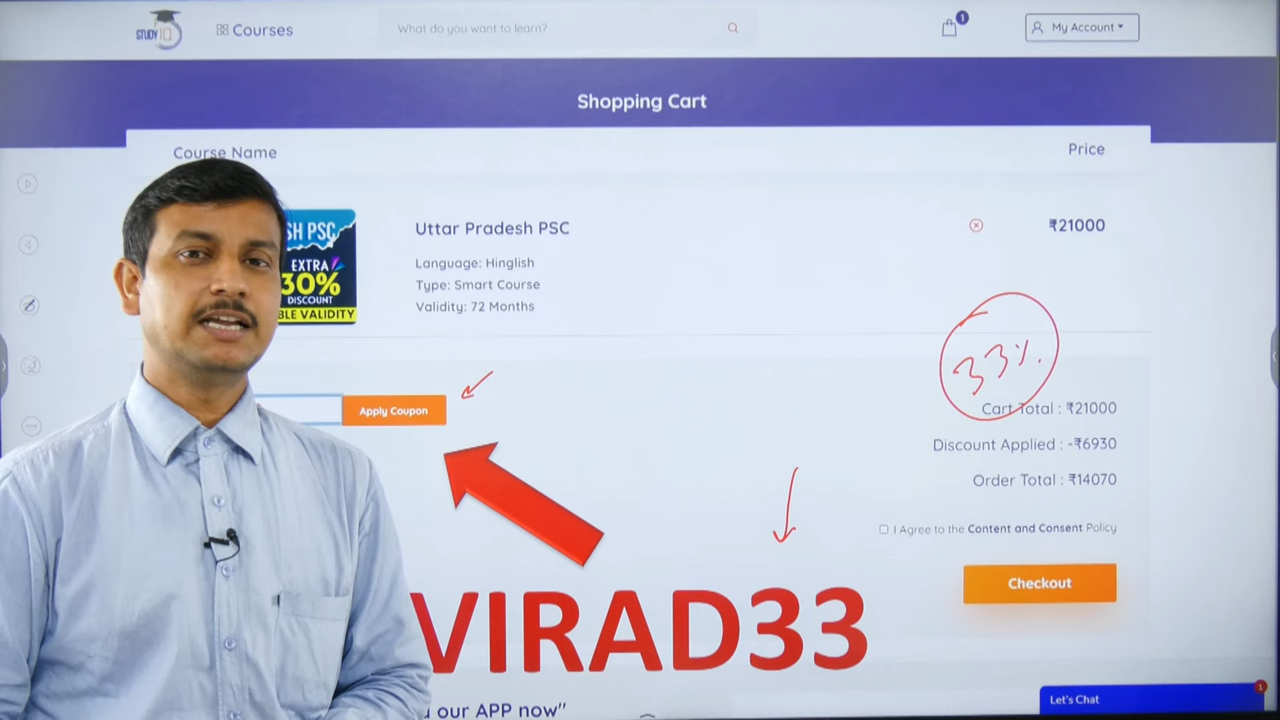 STUDY IQ
Courses
What do you want to learn?
1
My Account
Shopping Cart
Course Name
Price
SH PSC
EXTRA
30%
DISCOUNT
BLE VALIDITY
Uttar Pradesh PSC
₹21000
Language: Hinglish
Type: Smart Course
Validity: 72 Months
33%.
Apply Coupon
Cart Total : ₹21000
Discount Applied : -₹6930
Order Total : ₹14070
I Agree to the Content and Consent Policy
Checkout
VIRAD33
our APP now"
Let's Chat
1